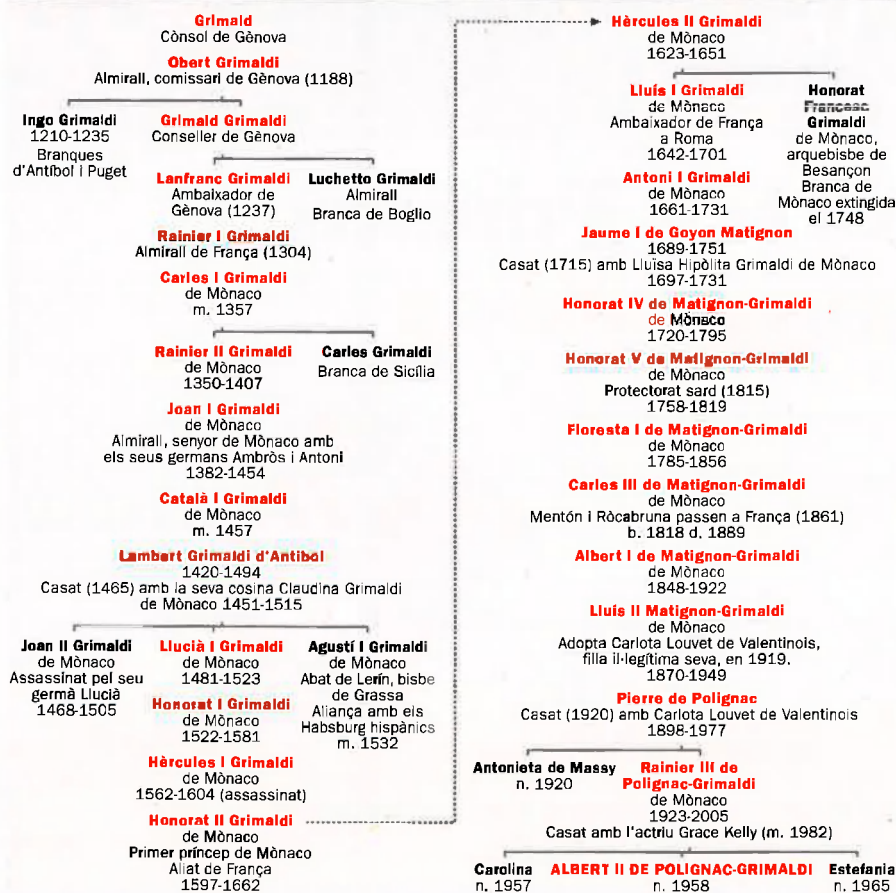 Grimald
Cònsol de Gènova
Obert Grimaldi
Almirall, comissari de Gènova (1188)
Ingo Grimaldi
1210-1235
Branques
d'Antíbol i Puget
Grimald Grimaldi
Conseller de Gènova
Lanfranc Grimaldi
Ambaixador de
Gènova (1237)
Luchetto Grimaldi
Almirall
Branca de Boglio
Rainier I Grimaldi
Almirall de França (1304)
Carles I Grimaldi
de Mònaco
m. 1357
Rainier II Grimaldi
de Mònaco
1350-1407
Carles Grimaldi
Branca de Sicília
Joan I Grimaldi
de Mònaco
Almirall, senyor de Mònaco amb
els seus germans Ambròs i Antoni
1382-1454
Català I Grimaldi
de Mònaco
m. 1457
Lambert Grimaldi d'Antíbol
1420-1494
Casat (1465) amb la seva cosina Claudina Grimaldi
de Mònaco 1451-1515
Joan II Grimaldi
de Mònaco
Assassinat pel seu
germà Llucià
1468-1505
Llucià I Grimaldi
de Mònaco
1481-1523
Agustí I Grimaldi
de Mònaco
Abat de Lerín, bisbe
de Grassa
Aliança amb els
Habsburg hispànics
m. 1532
Honorat I Grimaldi
de Mònaco
1522-1581
Hèrcules I Grimaldi
de Mònaco
1562-1604 (assassinat)
Honorat II Grimaldi
de Mònaco
Primer príncep de Mònaco
Aliat de França
1597-1662
Hèrcules II Grimaldi
de Mònaco
1623-1651
Lluís I Grimaldi
de Mònaco
Ambaixador de França
a Roma
1642-1701
Honorat
Francesc
Grimaldi
de Mònaco,
arquebisbe de
Besançon
Branca de
Mònaco extingida
el 1748
Antoni I Grimaldi
de Mònaco
1661-1731
Jaume I de Goyon Matignon
1689-1751
Casat (1715) amb Lluïsa Hipòlita Grimaldi de Mònaco
1697-1731
Honorat IV de Matignon-Grimaldi
de Mònaco
1720-1795
Honorat V de Matignon-Grimaldi
de Mònaco
Protectorat sard (1815)
1758-1819
Floresta I de Matignon-Grimaldi
de Mònaco
1785-1856
Carles III de Matignon-Grimaldi
de Mònaco
Mentón i Ròcabruna passen a França (1861)
b. 1818 d. 1889
Albert I de Matignon-Grimaldi
de Mònaco
1848-1922
Lluís II Matignon-Grimaldi
de Mònaco
Adopta Carlota Louvet de Valentinois,
filla il·legítima seva, en 1919.
1870-1949
Pierre de Polignac
Casat (1920) amb Carlota Louvet de Valentinois
1898-1977
Antonieta de Massy
n. 1920
Rainier III de
Polignac-Grimaldi
de Mònaco
1923-2005
Casat amb l'actriu Grace Kelly (m. 1982)
Carolina
n. 1957
ALBERT II DE POLIGNAC-GRIMALDI
n. 1958
Estefania
n. 1965